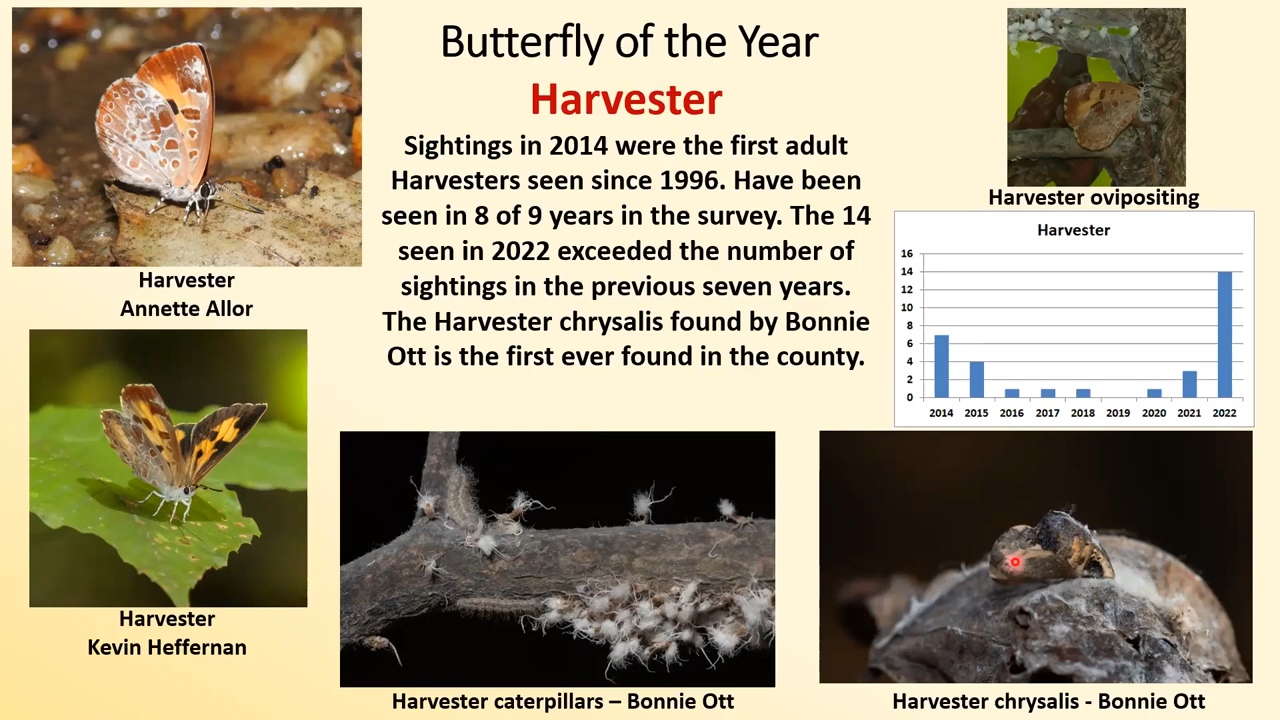 Butterfly of the Year
Harvester
Sightings in 2014 were the first adult
Harvesters seen since 1996. Have been
seen in 8 of 9 years in the survey. The 14
seen in 2022 exceeded the number of
sightings in the previous seven years.
The Harvester chrysalis found by Bonnie
Ott is the first ever found in the county.
Harvester
Annette Allor
Harvester
Kevin Heffernan
Harvester ovipositing
Harvester
16
14
12
10
8
6
4
2
0
2014 2015 2016 2017 2018 2019 2020 2021 2022
Harvester caterpillars – Bonnie Ott
Harvester chrysalis - Bonnie Ott